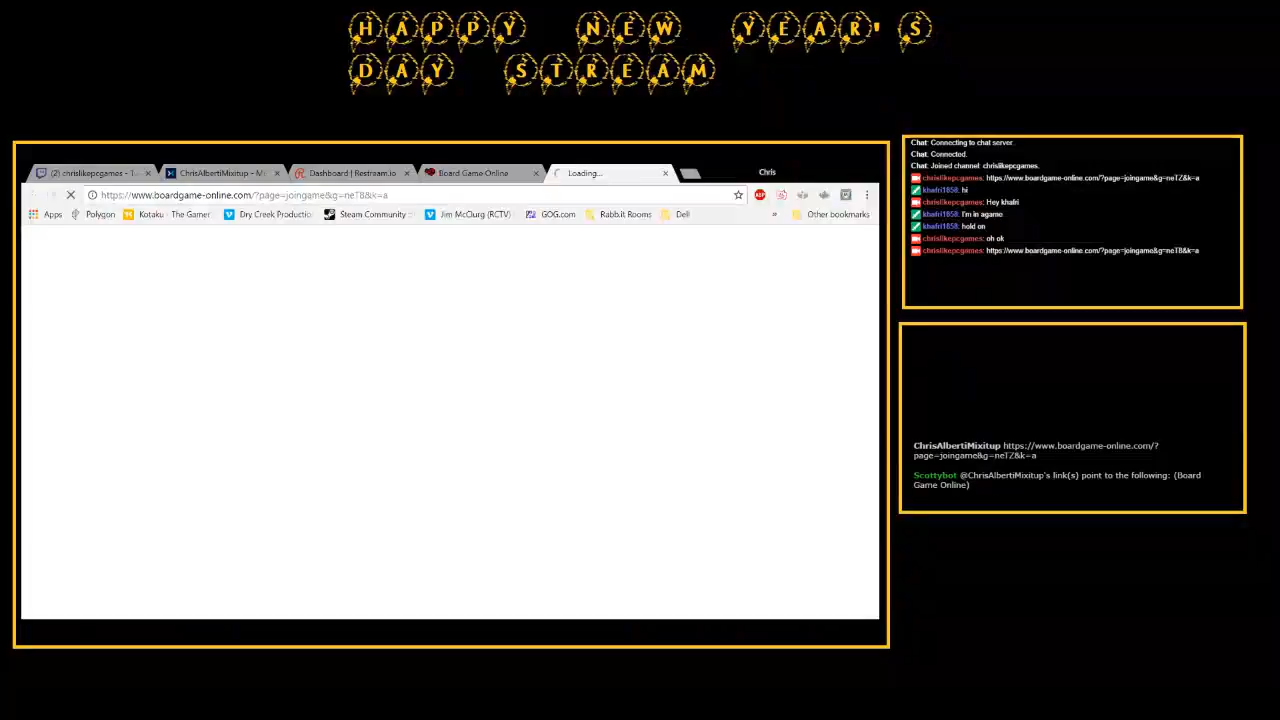 HAPPY NEW YEAR'S
DAY STREAM
(2) chrislikepcgames - T
ChrisAlbertiMixitup - M
Dashboard | Restream.io
Board Game Online
Loading...
Chris
https://www.boardgame-online.com/?page=joingame&g=neT8&k=a
Apps
Polygon
Kotaku - The Gamer
Dry Creek Productio
Steam Community ::
Jim McClurg (RCTV)
GOG.com
Rabb.it Rooms
Dell
»
Other bookmarks
Chat: Connecting to chat server
Chat: Connected.
Chat: Joined channel: chrislikepcgames.
chrislikepcgames: https://www.boardgame-online.com/?page=joingame&g=neTZ&k=a
khafri1858: hi
chrislikepcgames: Hey khafri
khafri1858: I'm in agame
khafri1858: hold on
chrislikepcgames: oh ok
chrislikepcgames: https://www.boardgame-online.com/?page=joingame&g=neT8&k=a
ChrisAlbertiMixitup https://www.boardgame-online.com/?
page=joingame&g=neTZ&k=a
Scottybot @ChrisAlbertiMixitup's link(s) point to the following: (Board
Game Online)